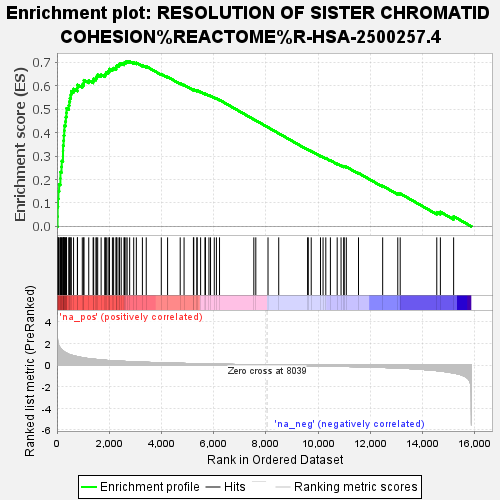 Enrichment plot: RESOLUTION OF SISTER CHROMATID
COHESION%REACTOME%R-HSA-2500257.4
Enrichment score (ES)
0.7
0.6
0.5
0.4
0.3
0.2
0.1
0.0
'na_pos' (positively correlated)
Ranked list metric (PreRanked)
4
2
0
-2
-4
-6
Zero cross at 8039
'na_neg' (negatively correlated)
0
2,000
4,000
6,000
8,000
10,000
12,000
14,000
16,000
Rank in Ordered Dataset
Enrichment profile
Hits
Ranking metric scores